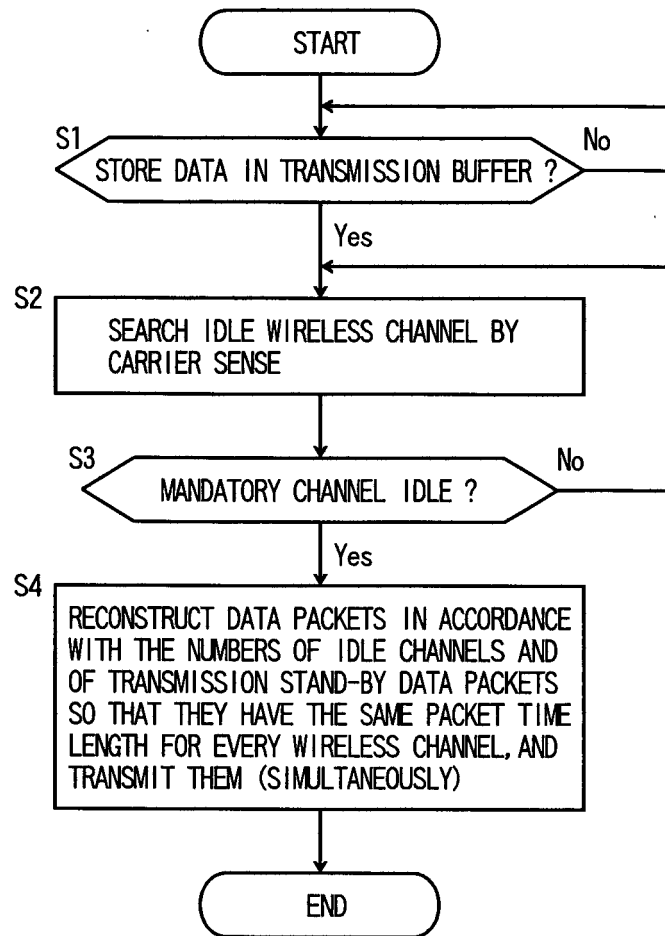 START
S1
STORE DATA IN TRANSMISSION BUFFER ?
No
Yes
S2
SEARCH IDLE WIRELESS CHANNEL BY
CARRIER SENSE
S3
MANDATORY CHANNEL IDLE ?
No
Yes
S4
RECONSTRUCT DATA PACKETS IN ACCORDANCE
WITH THE NUMBERS OF IDLE CHANNELS AND
OF TRANSMISSION STAND-BY DATA PACKETS
SO THAT THEY HAVE THE SAME PACKET TIME
LENGTH FOR EVERY WIRELESS CHANNEL, AND
TRANSMIT THEM (SIMULTANEOUSLY)
END